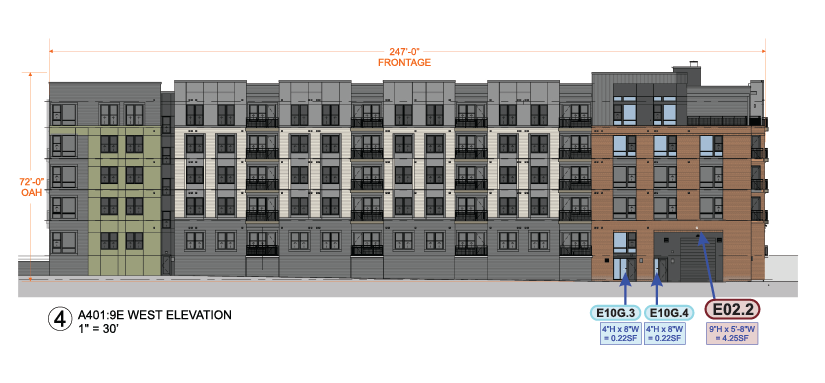 247'-0"
FRONTAGE
72'-0"
OAH
4
A401:9E WEST ELEVATION
1" = 30'
E10G.3
4"H x 8"W
= 0.22SF
E10G.4
4"H x 8"W
= 0.22SF
E02.2
9"H x 5'-8"W
= 4.25SF